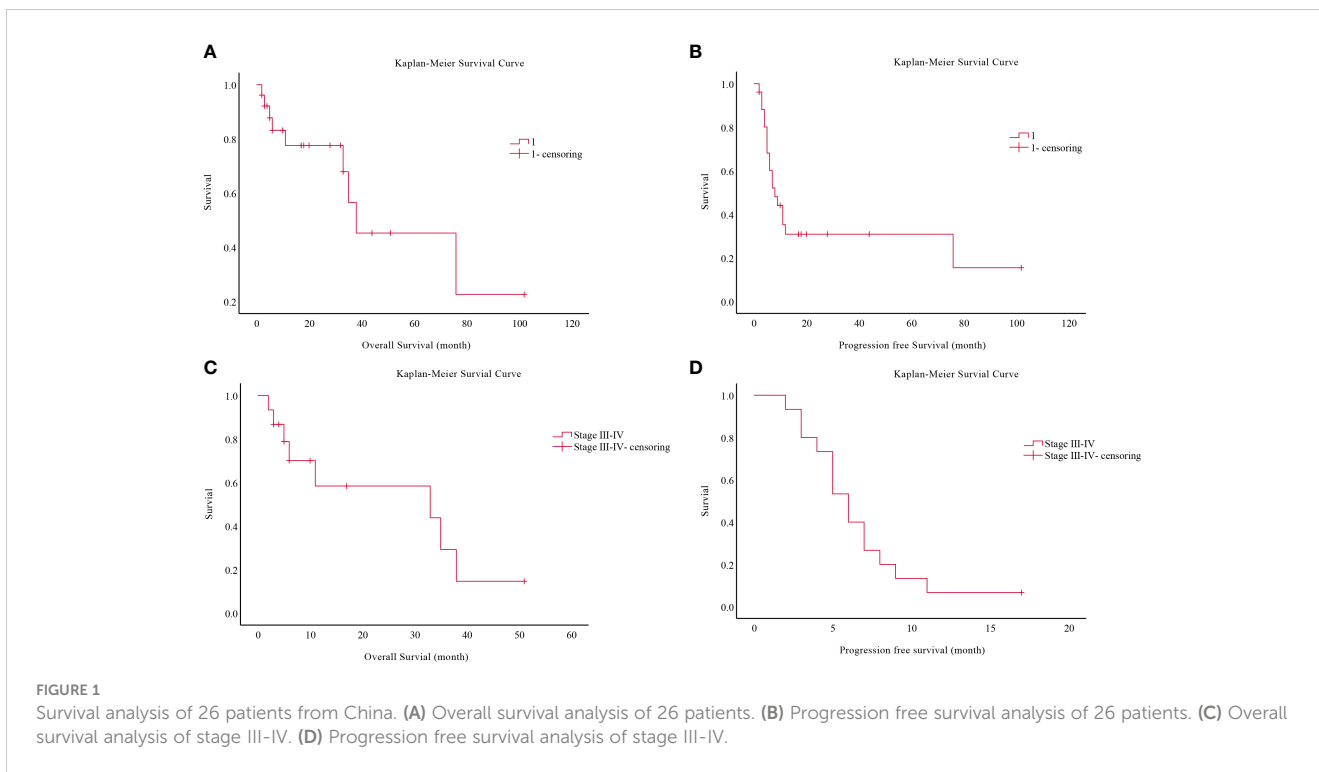 A
Kaplan-Meier Survival Curve
1.0
0.8
0.6
0.4
0.2
Survival
0
20
40
60
80
100
120
Overall Survival (month)
1
1- censoring
B
Kaplan-Meier Survial Curve
1.0
0.8
0.6
0.4
0.2
0.0
Survival
0
20
40
60
80
100
120
Progression free Survival (month)
1
1- censoring
C
Kaplan-Meier Survial Curve
1.0
0.8
0.6
0.4
0.2
0.0
Survial
0
10
20
30
40
50
60
Overall Survial (month)
Stage III-IV
Stage III-IV- censoring
D
Kaplan-Meier Survial Curve
1.0
0.8
0.6
0.4
0.2
0.0
Survial
0
5
10
15
20
Progression free survival (month)
Stage III-IV
Stage III-IV- censoring
FIGURE 1
Survival analysis of 26 patients from China. (A) Overall survival analysis of 26 patients. (B) Progression free survival analysis of 26 patients. (C) Overall
survival analysis of stage III-IV. (D) Progression free survival analysis of stage III-IV.